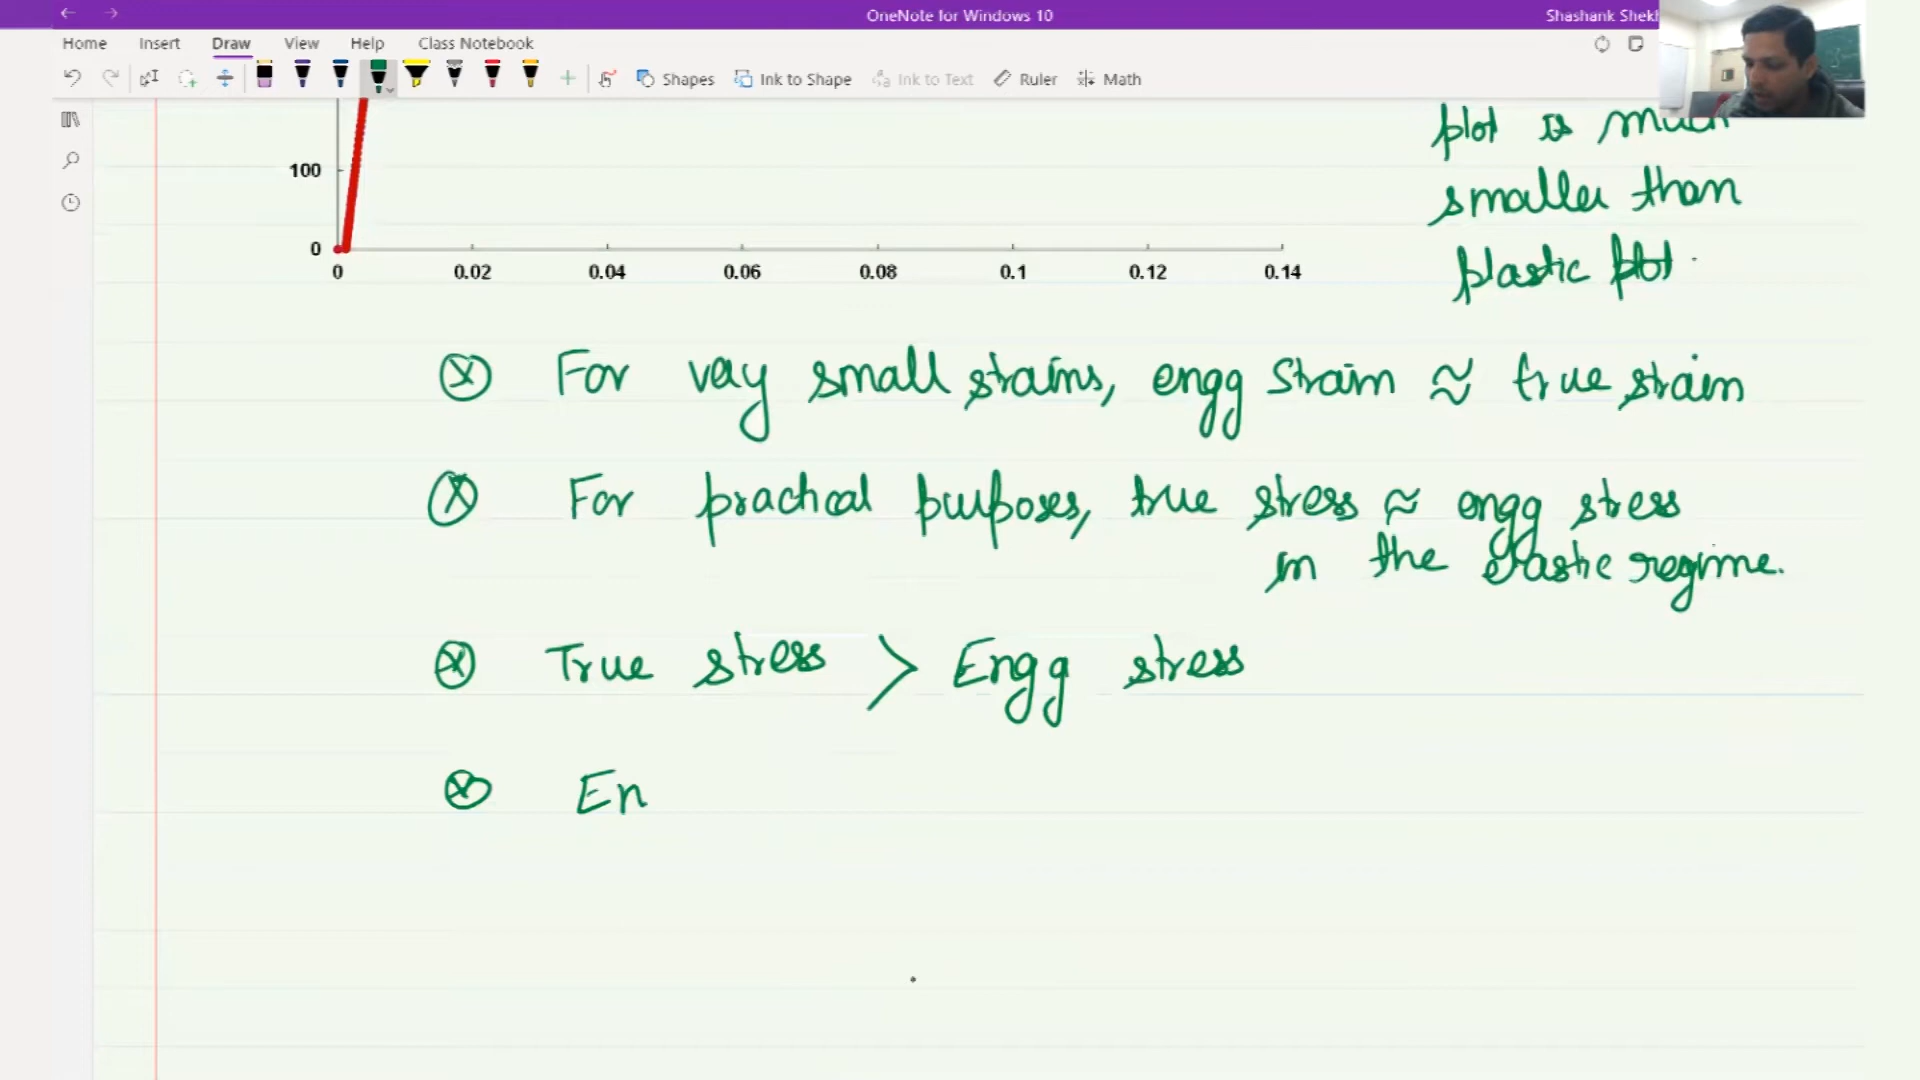 OneNote for Windows 10
Shashank Shekh
Home Insert Draw View Help Class Notebook
Shapes Ink to Shape Ink to Text Ruler Math
plot is much
100
smaller than
0
plastic plot.
0 0.02 0.04 0.06 0.08 0.1 0.12 0.14
For very small strains, engg strain ≈ true strain
For practical purposes, true stress ≈ engg stress
in the elastic regime.
True stress > Engg stress
En